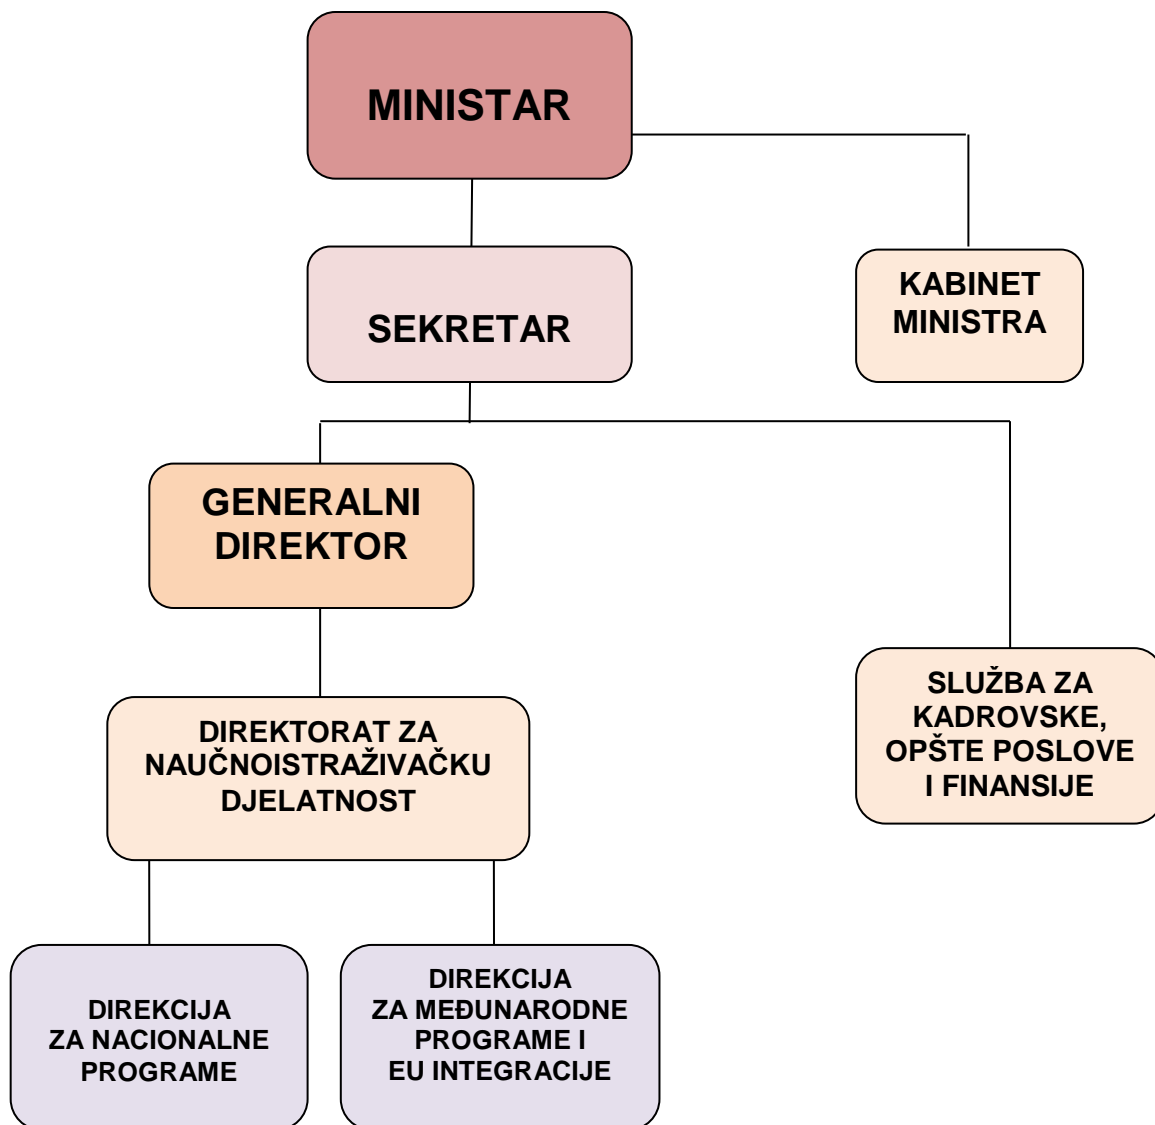 MINISTAR
SEKRETAR
KABINET
MINISTRA
GENERALNI
DIREKTOR
DIREKTORAT ZA
NAUČNOISTRAŽIVAČKU
DJELATNOST
SLUŽBA ZA
KADROVSKE,
OPŠTE POSLOVE
I FINANSIJE
DIREKCIJA
ZA NACIONALNE
PROGRAME
DIREKCIJA
ZA MEĐUNARODNE
PROGRAME I
EU INTEGRACIJE